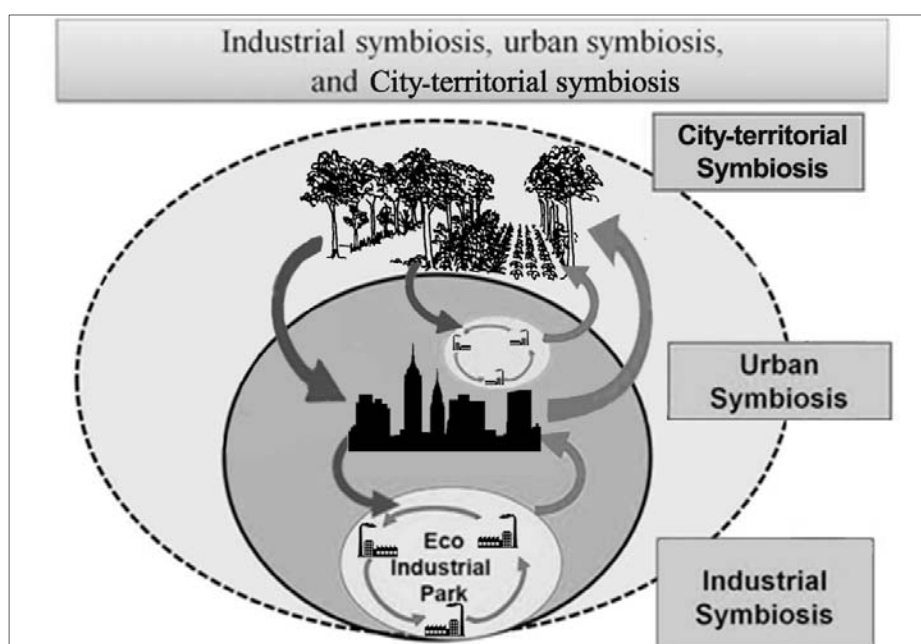 Industrial symbiosis, urban symbiosis,
and City-territorial symbiosis
City-territorial
Symbiosis
Urban
Symbiosis
Eco
Industrial
Park
Industrial
Symbiosis